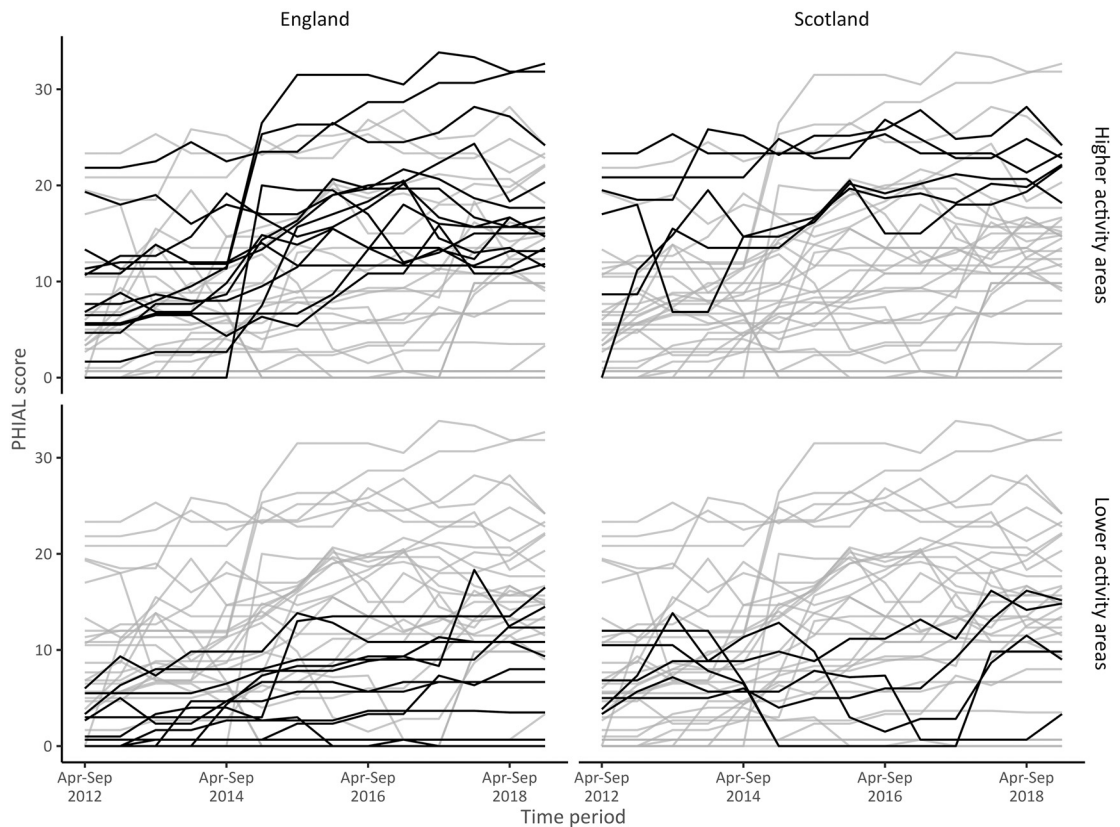 England
Scotland
30
20
10
0
Higher activity areas
PHIAL score
30
20
10
0
Lower activity areas
Apr-Sep
2012
Apr-Sep
2014
Apr-Sep
2016
Apr-Sep
2018
Apr-Sep
2012
Apr-Sep
2014
Apr-Sep
2016
Apr-Sep
2018
Time period